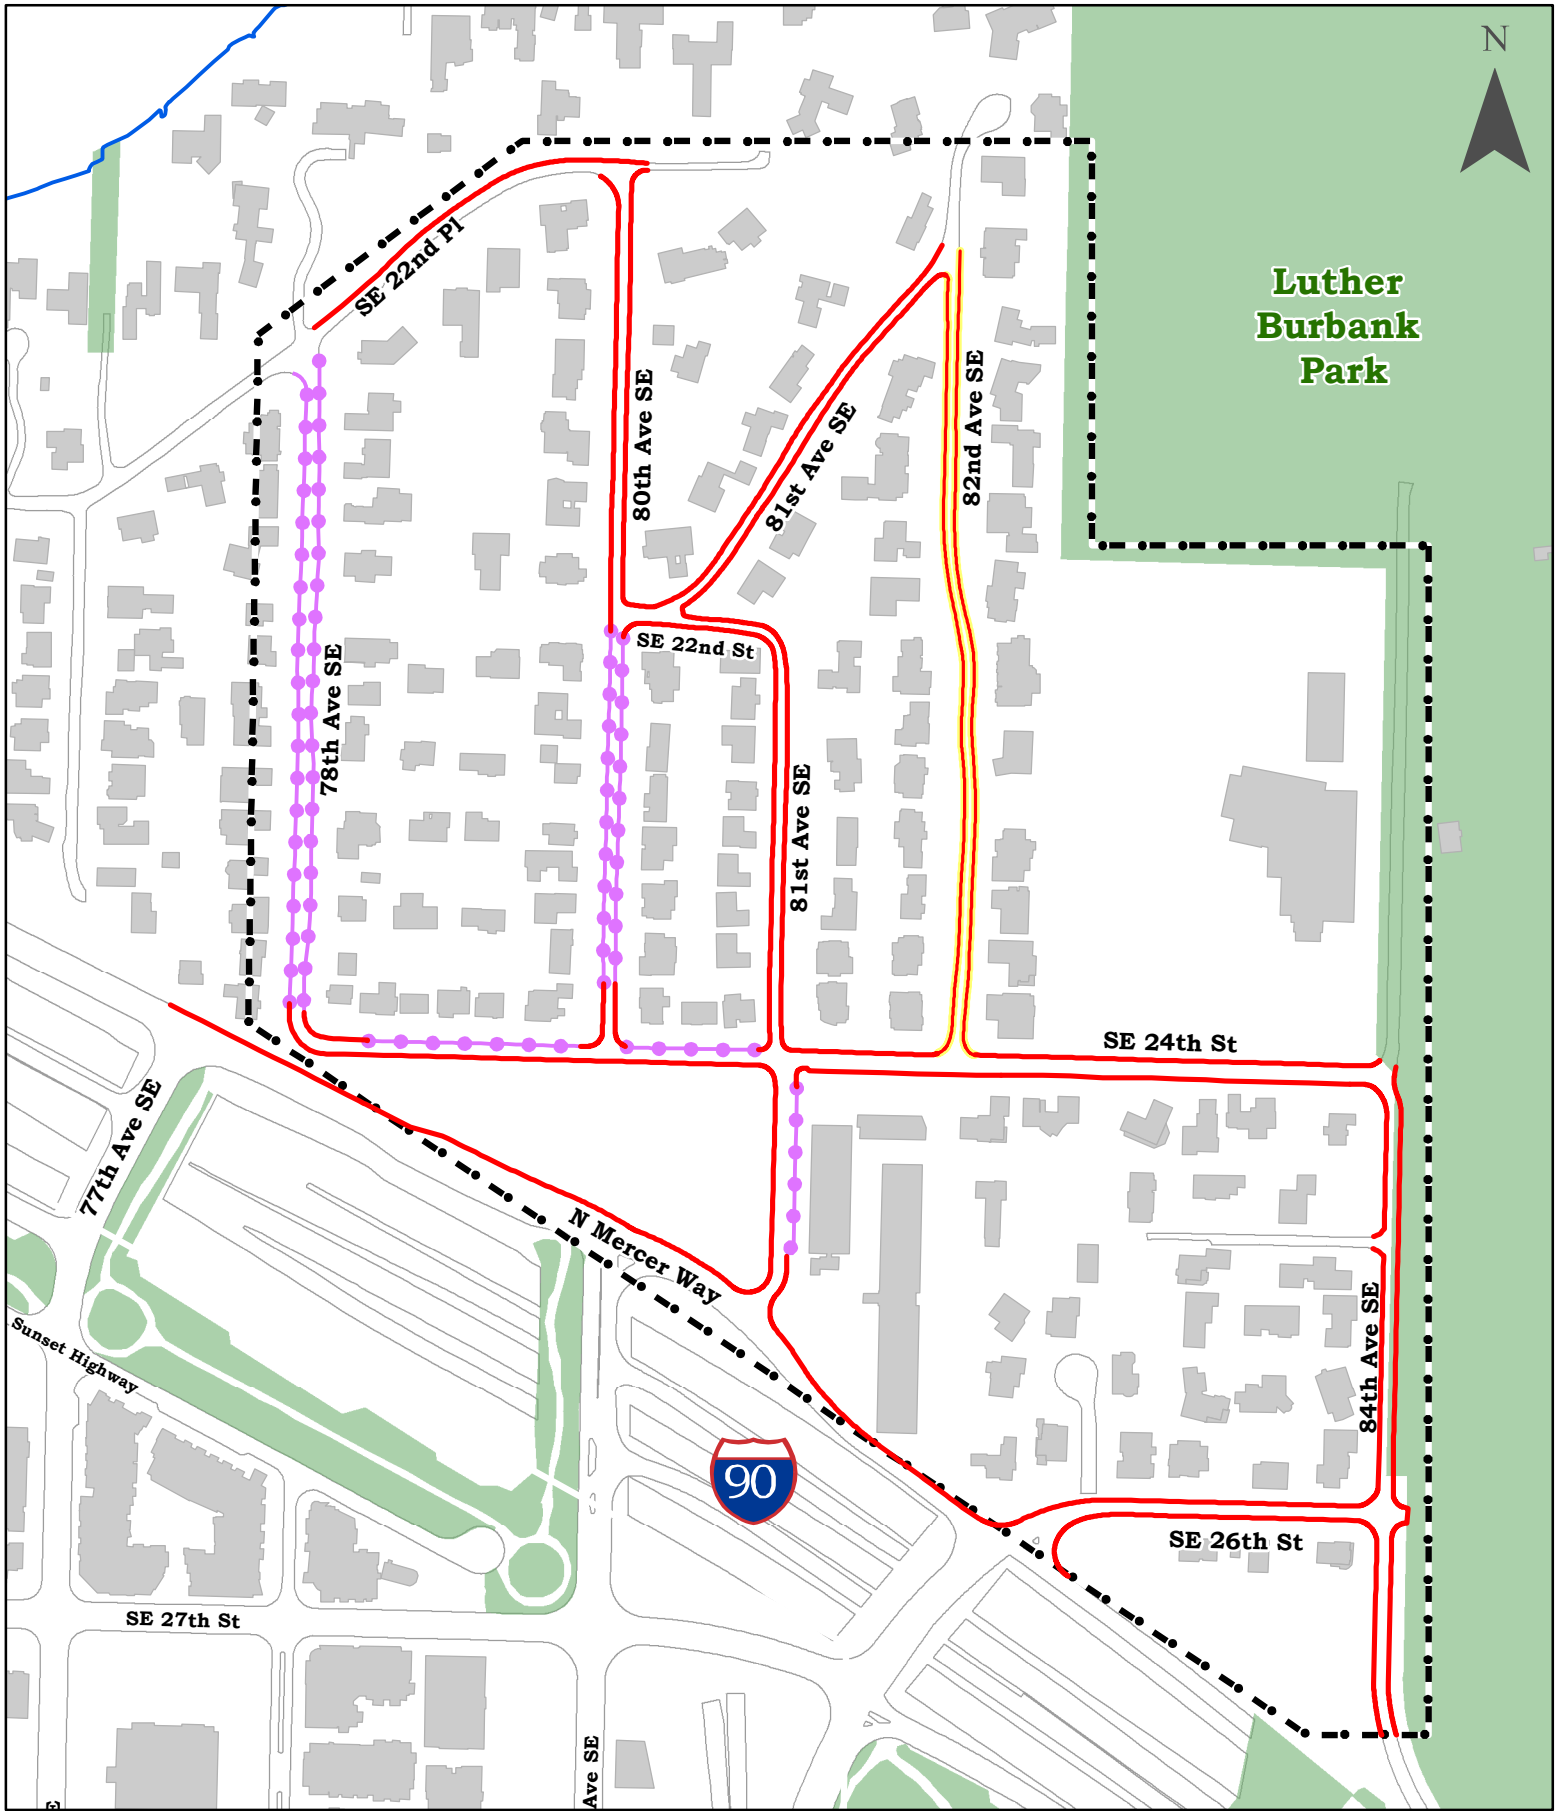 N
SE 22nd Pl
Luther
Burbank
Park
80th Ave SE
81st Ave SE
82nd Ave SE
SE 22nd St
78th Ave SE
81st Ave SE
SE 24th St
77th Ave SE
N Mercer Way
84th Ave SE
Sunset Highway
90
SE 26th St
SE 27th St
Ave SE